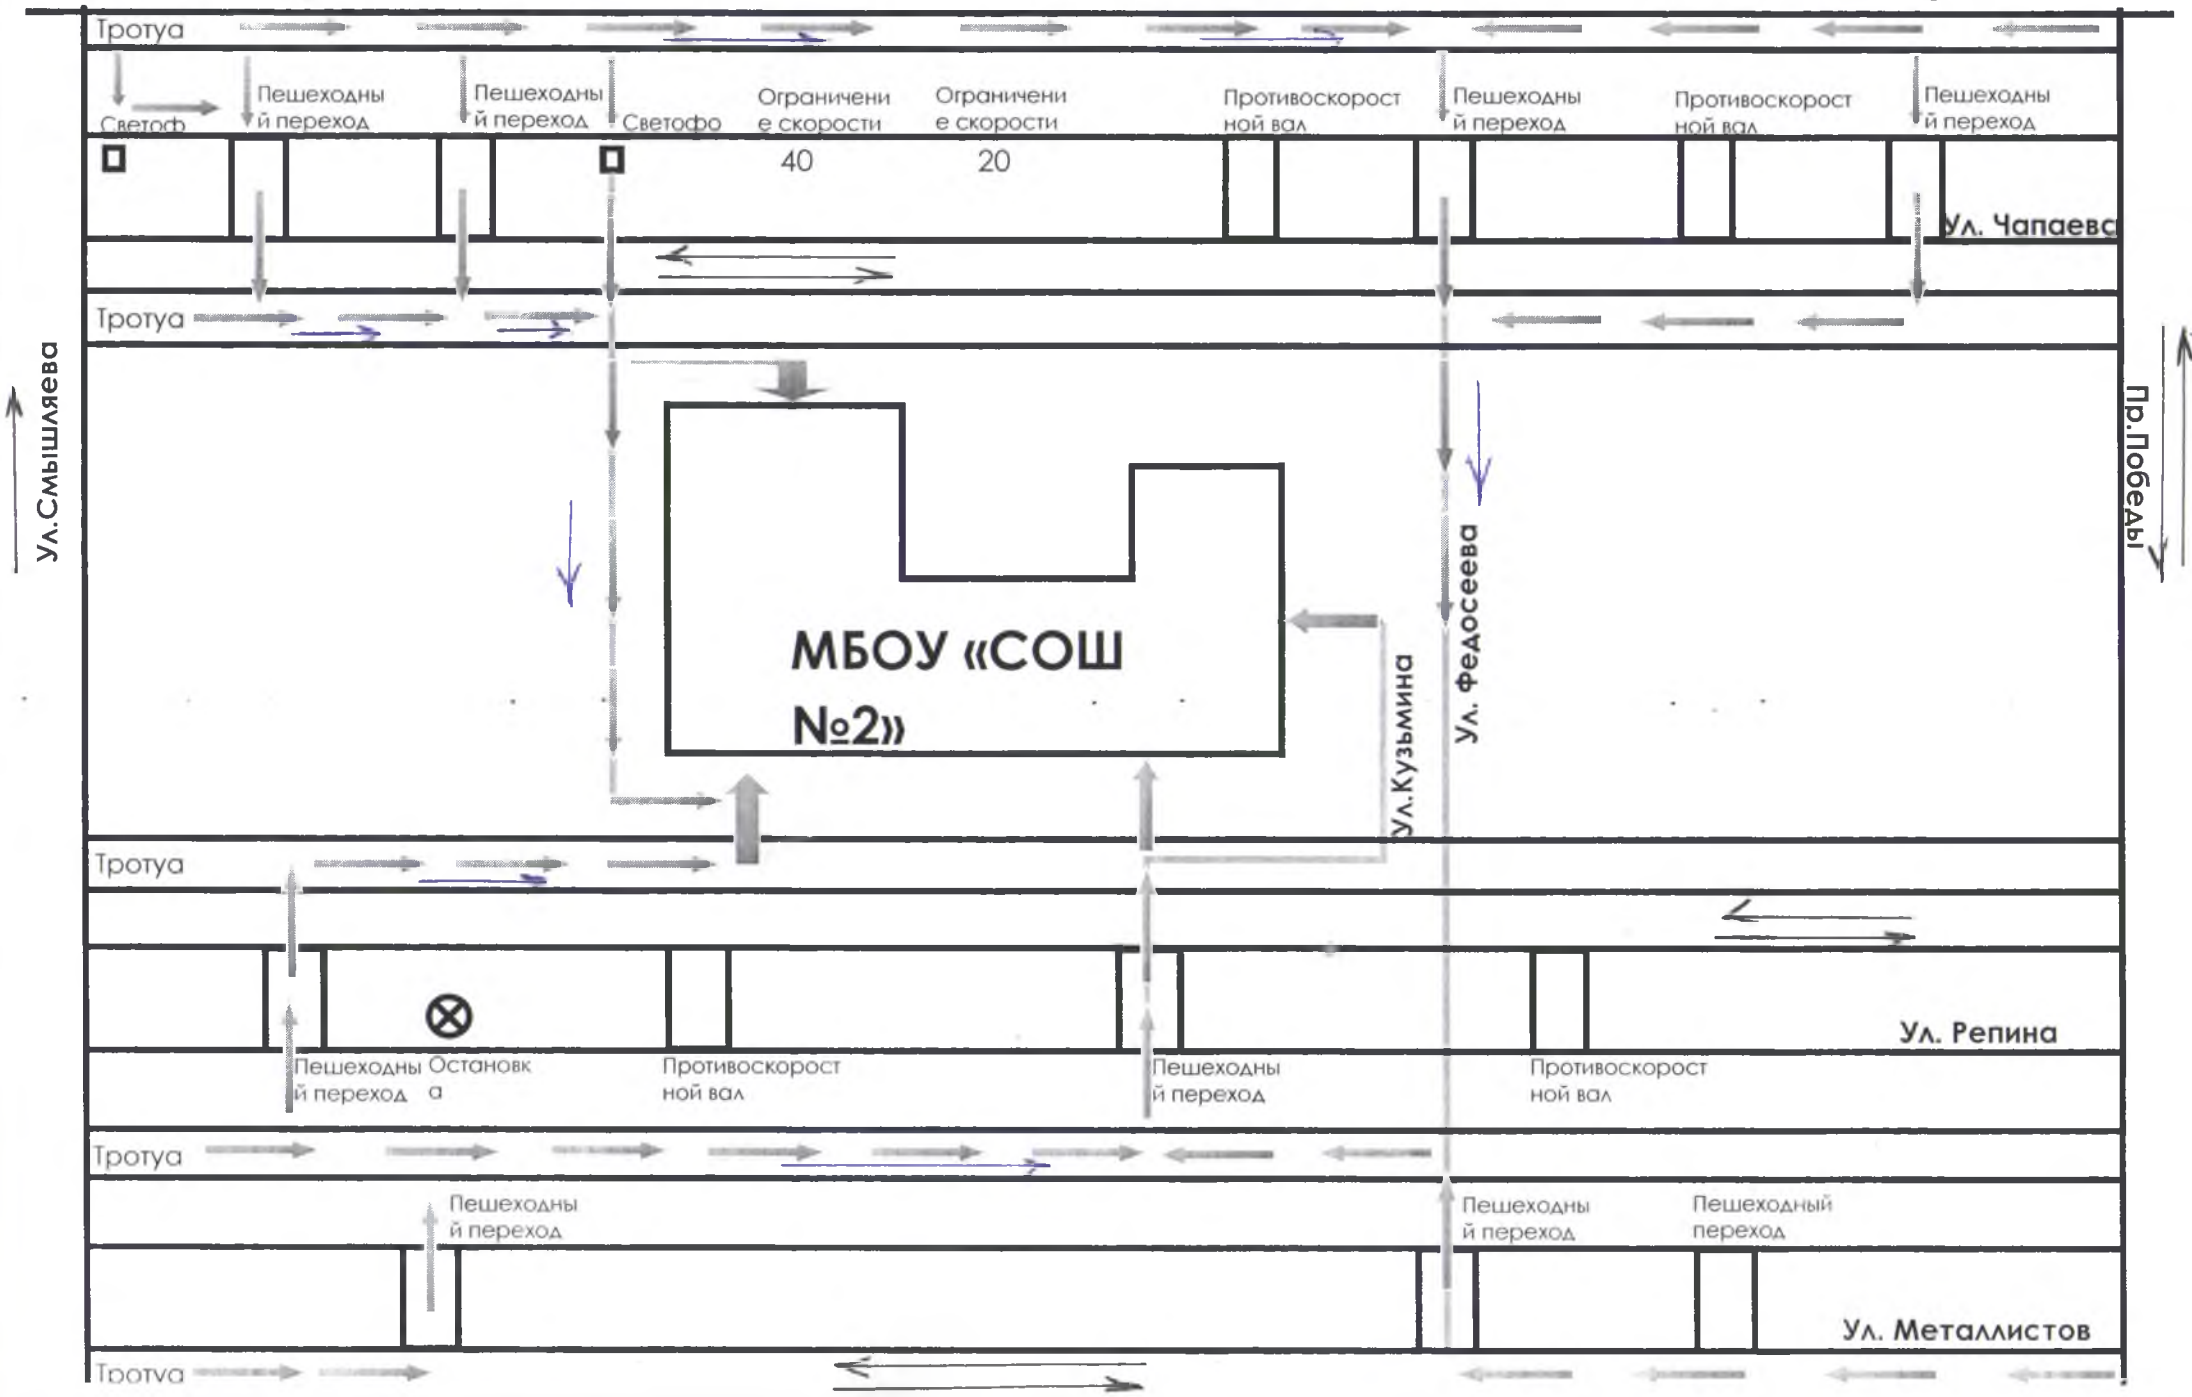 Тротуа
Пешеходны
й переход
Пешеходны
й переход
Ограничени
е скорости
Ограничени
е скорости
Противоскорост
ной вал
Пешеходны
й переход
Противоскорост
ной вал
Пешеходны
й переход
Светоф
Светофо
40
20
Ул. Чапаевс
Тротуа
Ул.Смышляева
Пр.Победы
Ул. Федосеева
МБОУ «СОШ
№2»
Ул.Кузьмина
Тротуа
Ул. Репина
Пешеходны
й переход
Остановк
а
Противоскорост
ной вал
Пешеходны
й переход
Противоскорост
ной вал
Тротуа
Пешеходны
й переход
Пешеходны
й переход
Пешеходный
переход
Ул. Металлистов
Тротуа